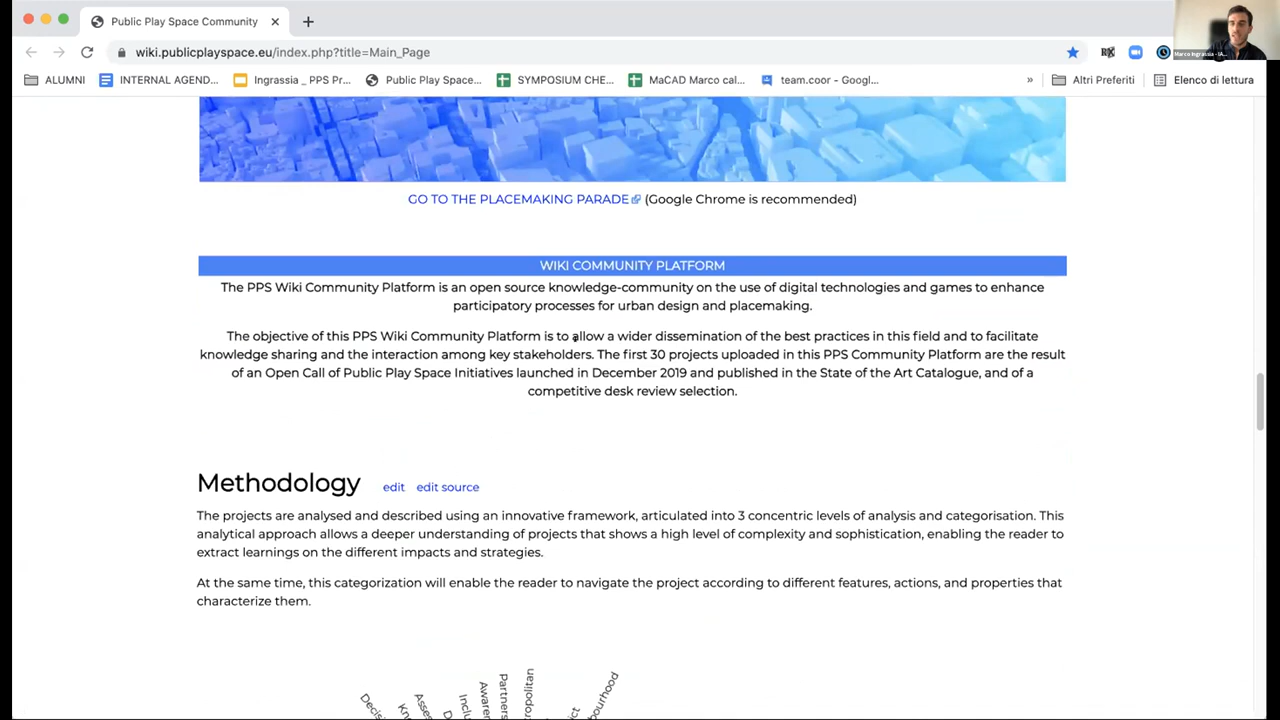 Public Play Space Community
wiki.publicplayspace.eu/index.php?title=Main_Page
ALUMNI INTERNAL AGEND... Ingrassia _ PPS Pr... Public Play Space... SYMPOSIUM CHE... MaCAD Marco cal... team.coor - Googl... » Altri Preferiti Elenco di lettura
GO TO THE PLACEMAKING PARADE (Google Chrome is recommended)
WIKI COMMUNITY PLATFORM
The PPS Wiki Community Platform is an open source knowledge-community on the use of digital technologies and games to enhance
participatory processes for urban design and placemaking.
The objective of this PPS Wiki Community Platform is to allow a wider dissemination of the best practices in this field and to facilitate
knowledge sharing and the interaction among key stakeholders. The first 30 projects uploaded in this PPS Community Platform are the result
of an Open Call of Public Play Space Initiatives launched in December 2019 and published in the State of the Art Catalogue, and of a
competitive desk review selection.
Methodology edit edit source
The projects are analysed and described using an innovative framework, articulated into 3 concentric levels of analysis and categorisation. This
analytical approach allows a deeper understanding of projects that shows a high level of complexity and sophistication, enabling the reader to
extract learnings on the different impacts and strategies.
At the same time, this categorization will enable the reader to navigate the project according to different features, actions, and properties that
characterize them.